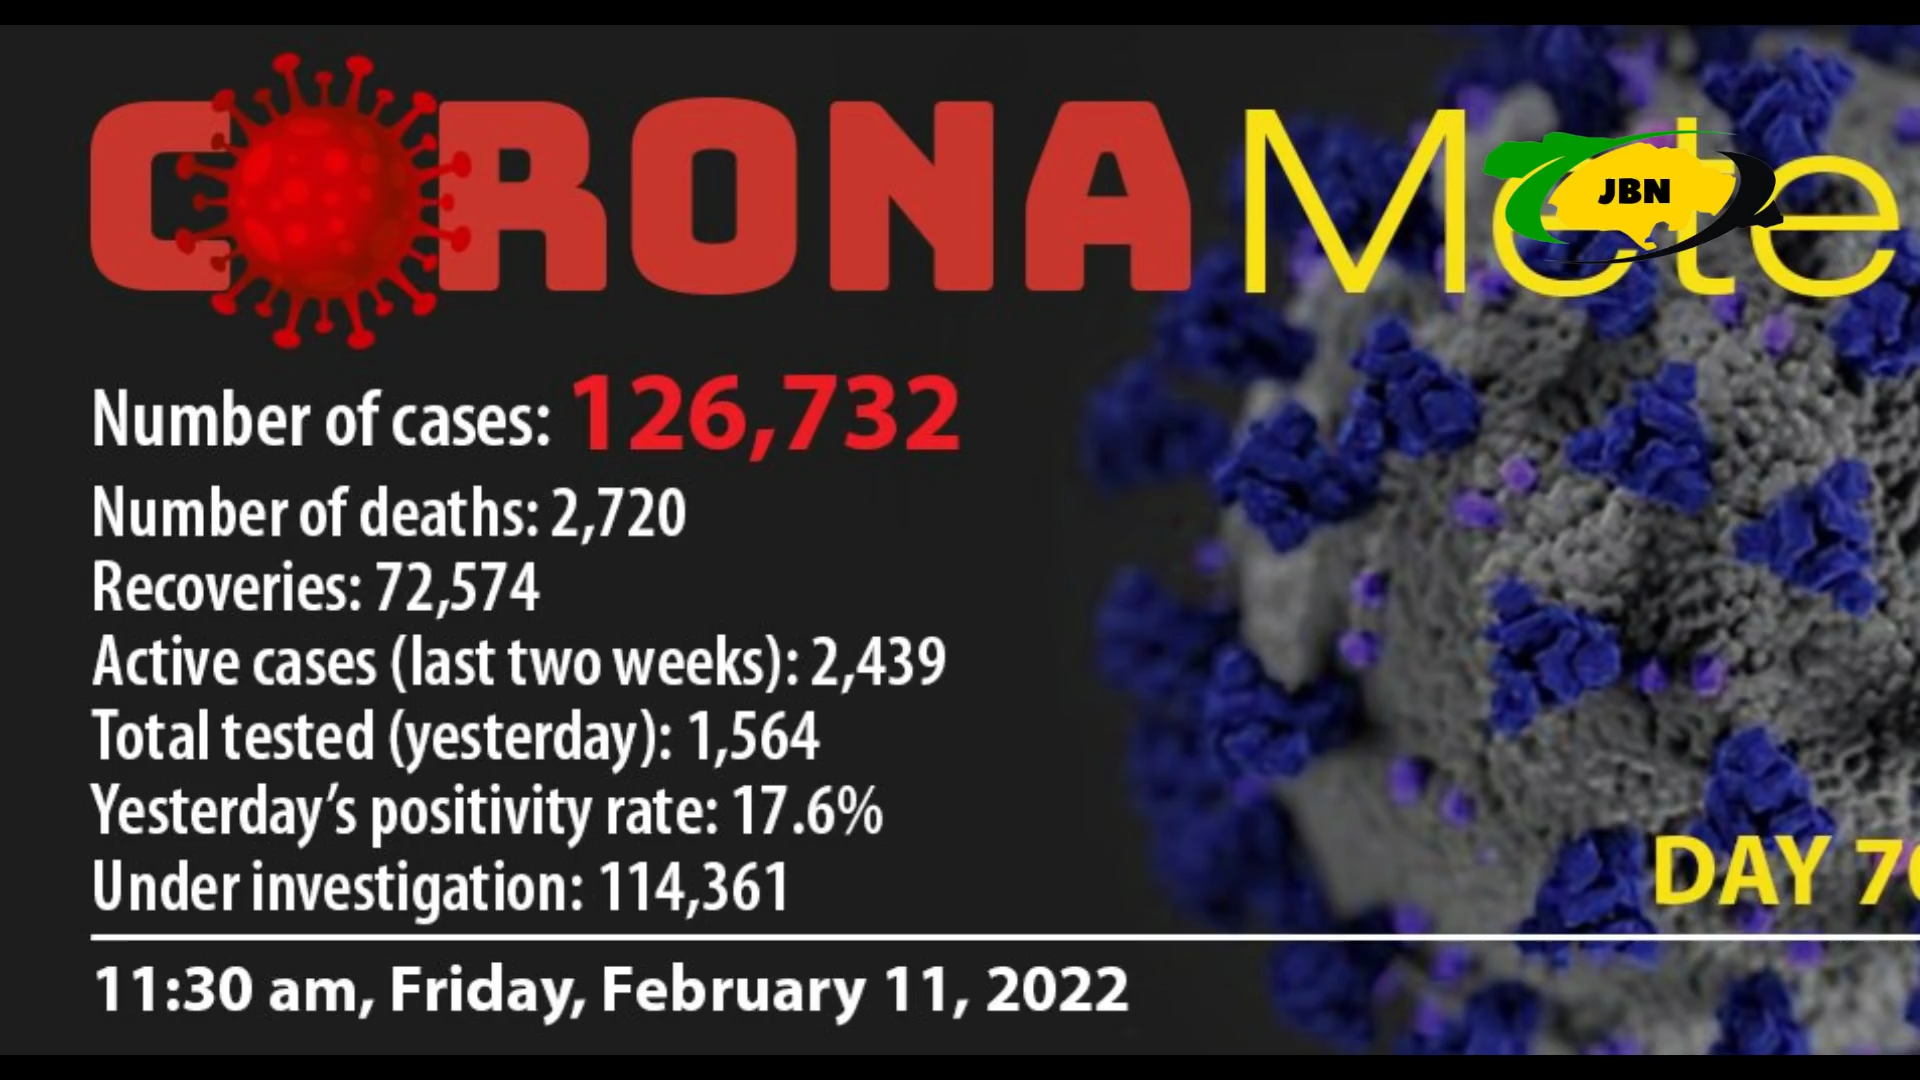 CORONA Mete
JBN
Number of cases: 126,732
Number of deaths: 2,720
Recoveries: 72,574
Active cases (last two weeks): 2,439
Total tested (yesterday): 1,564
Yesterday’s positivity rate: 17.6%
Under investigation: 114,361
DAY 70
11:30 am, Friday, February 11, 2022